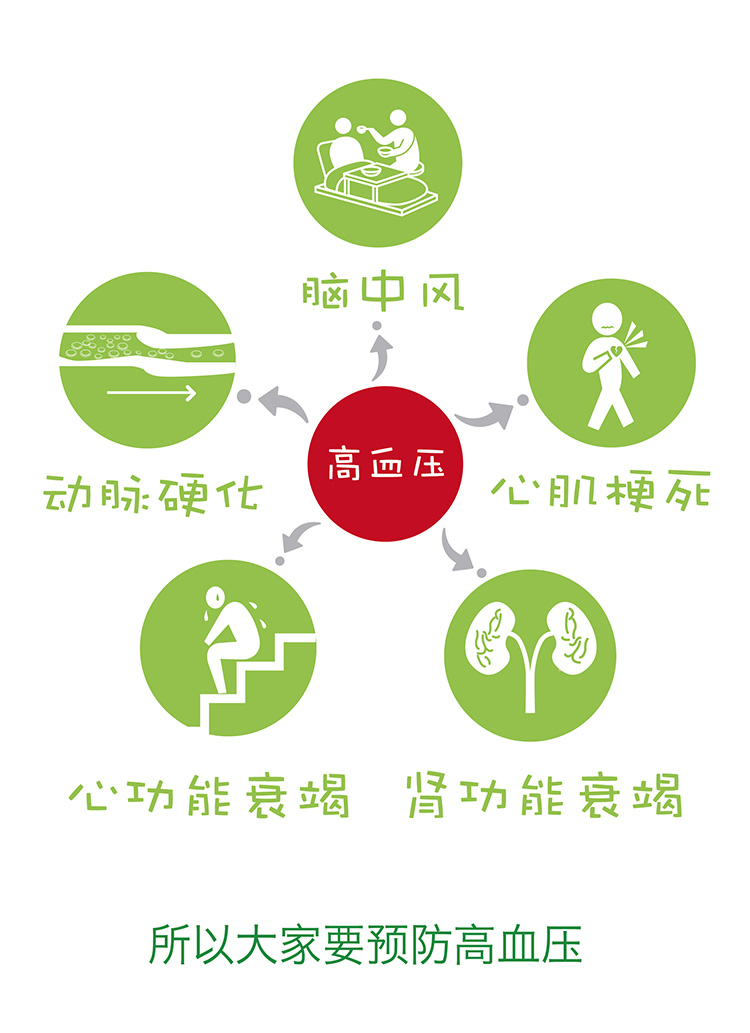 脑中风
高血压
动脉硬化
心肌梗死
心功能衰竭
肾功能衰竭
所以大家要预防高血压